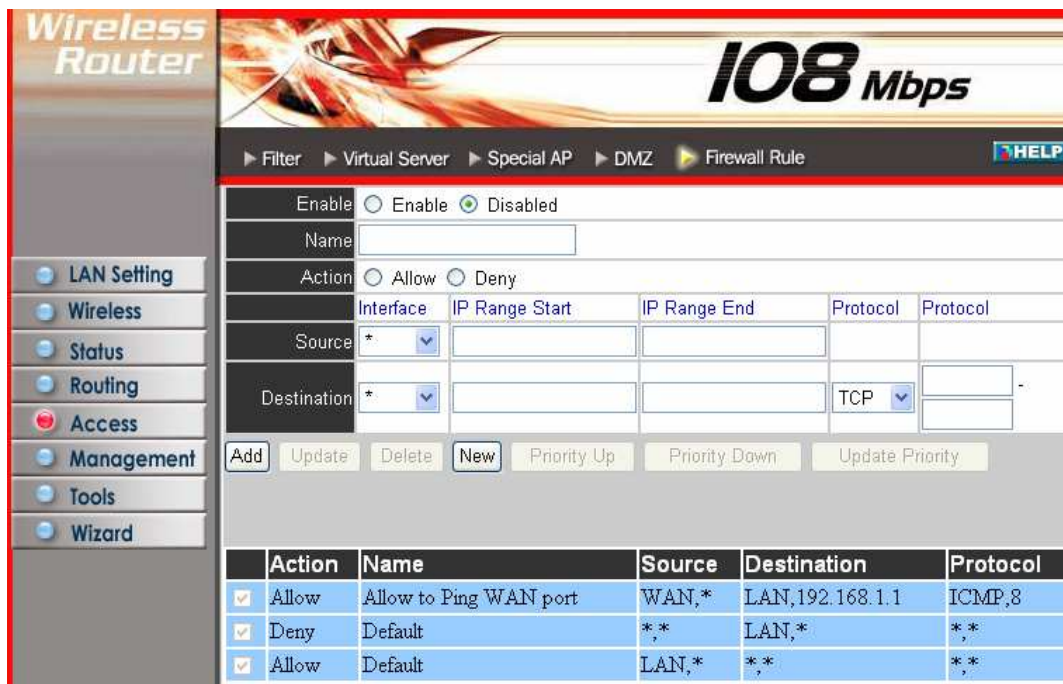 Wireless
Router
108 Mbps
Filter Virtual Server Special AP DMZ Firewall Rule HELP
LAN Setting
Wireless
Status
Routing
Access
Management
Tools
Wizard
Enable Enable Disabled
Name
Action Allow Deny
Interface IP Range Start IP Range End Protocol Protocol
Source *
Destination * TCP -
Add Update Delete New Priority Up Priority Down Update Priority
Action Name Source Destination Protocol
Allow Allow to Ping WAN port WAN,* LAN,192.168.1.1 ICMP,8
Deny Default *,* LAN,* *,*
Allow Default LAN,* *,* *,*